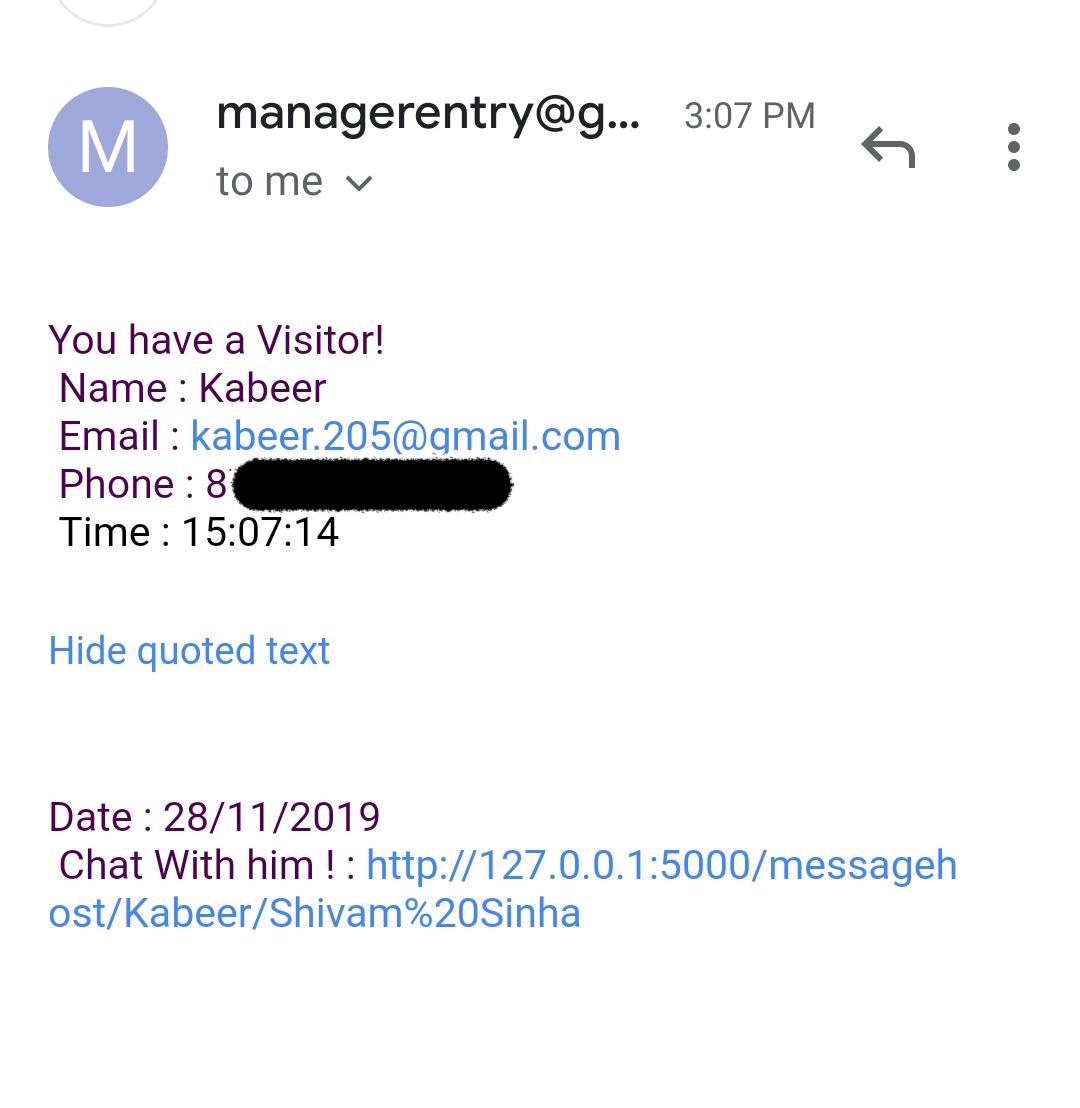 M
managerentry@g...
3:07 PM
to me
You have a Visitor!
Name : Kabeer
Email : kabeer.205@gmail.com
Phone : 8
Time : 15:07:14
Hide quoted text
Date : 28/11/2019
Chat With him ! : http://127.0.0.1:5000/messageh
ost/Kabeer/Shivam%20Sinha